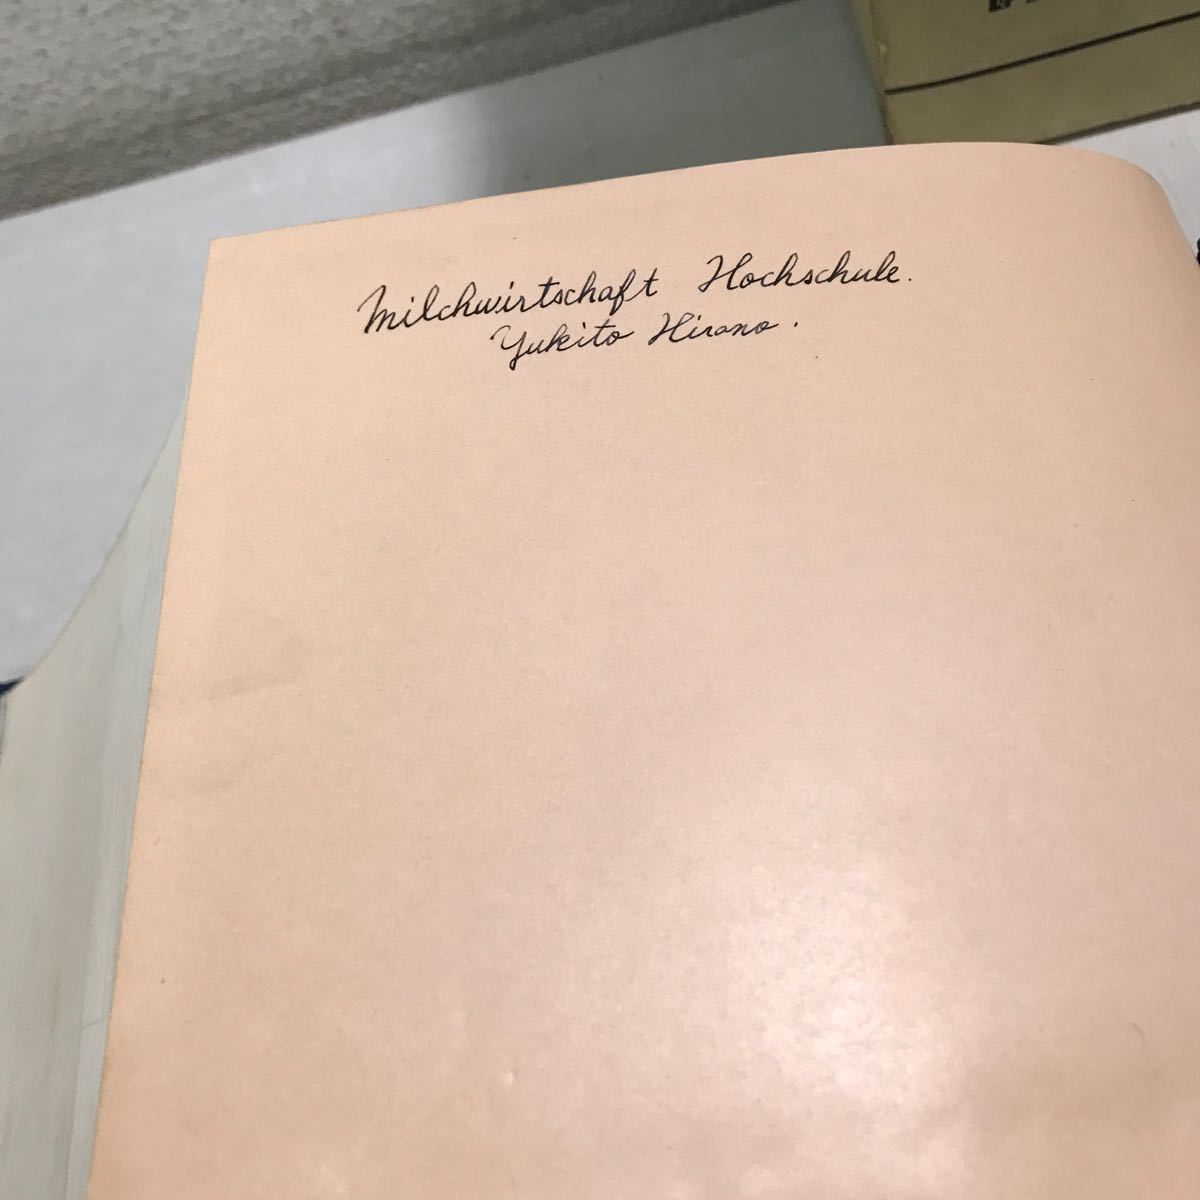 Milchwirtschaft Hochschule.
Yukito Hirano.